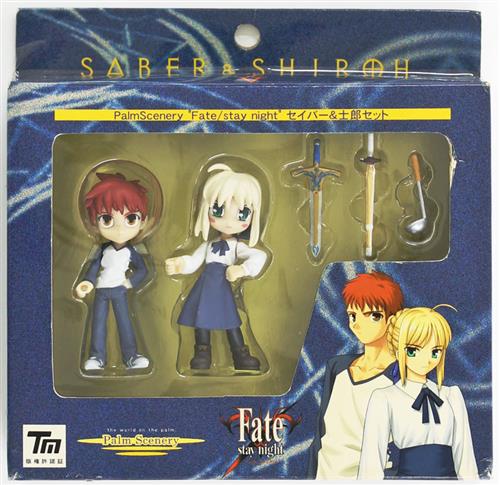 SABER & SHIROH
PalmScenery "Fate/stay night" セイバー&士郎セット
TM
版権許諾証
the world on the palm.
Palm Scenery
Fate
stay night